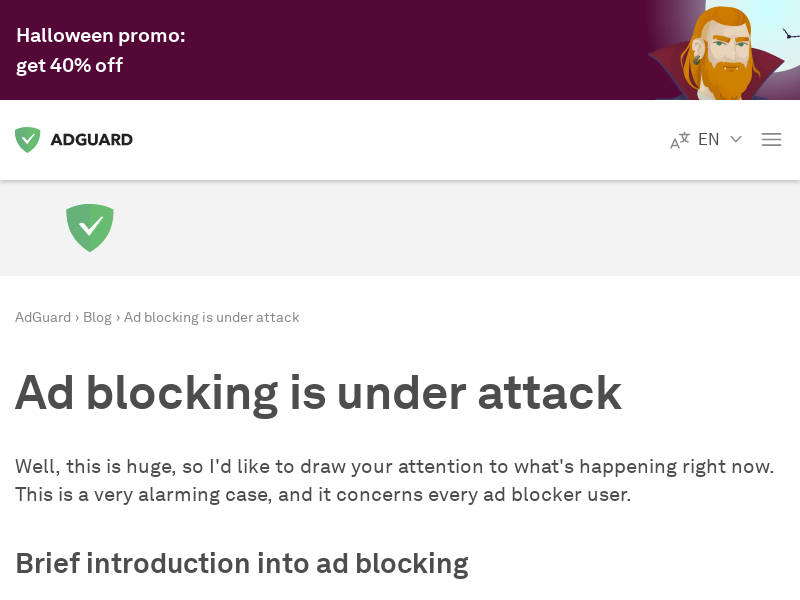 Halloween promo:
get 40% off
ADGUARD
EN
AdGuard › Blog › Ad blocking is under attack
Ad blocking is under attack
Well, this is huge, so I'd like to draw your attention to what's happening right now.
This is a very alarming case, and it concerns every ad blocker user.
Brief introduction into ad blocking